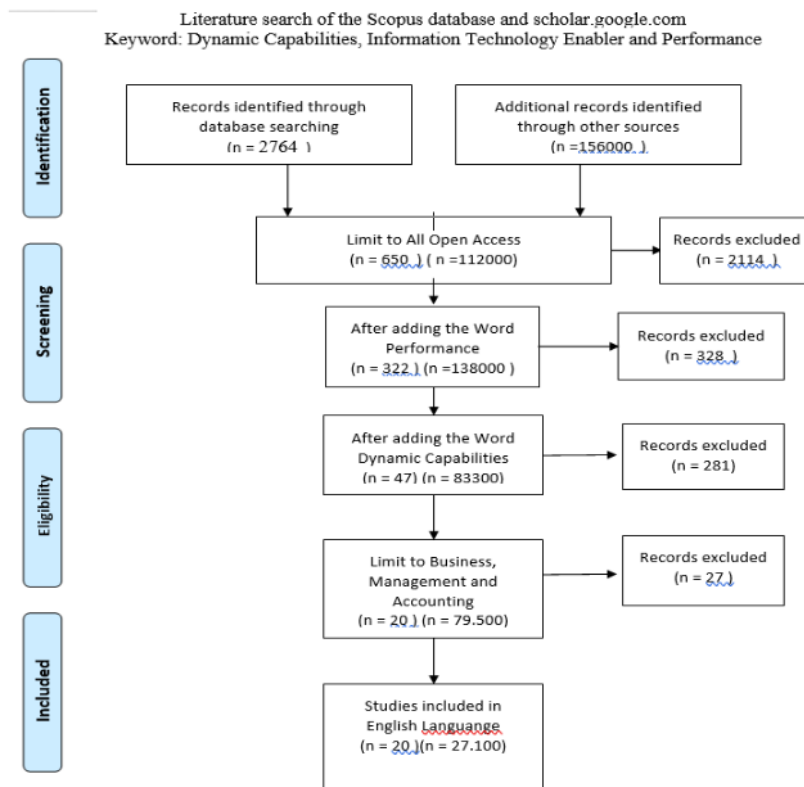 Literature search of the Scopus database and scholar.google.com
Keyword: Dynamic Capabilities, Information Technology Enabler and Performance
Identification
Records identified through
database searching
(n = 2764 )
Additional records identified
through other sources
(n =156000 )
Limit to All Open Access
(n = 650 ) ( n =112000)
Records excluded
(n = 2114 )
Screening
After adding the Word
Performance
(n = 322 ) (n =138000 )
Records excluded
(n = 328 )
Eligibility
After adding the Word
Dynamic Capabilities
(n = 47) (n = 83300)
Records excluded
(n = 281)
Limit to Business,
Management and
Accounting
(n = 20 ) (n = 79.500)
Records excluded
(n = 27 )
Included
Studies included in
English Languange
(n = 20 )(n = 27.100)